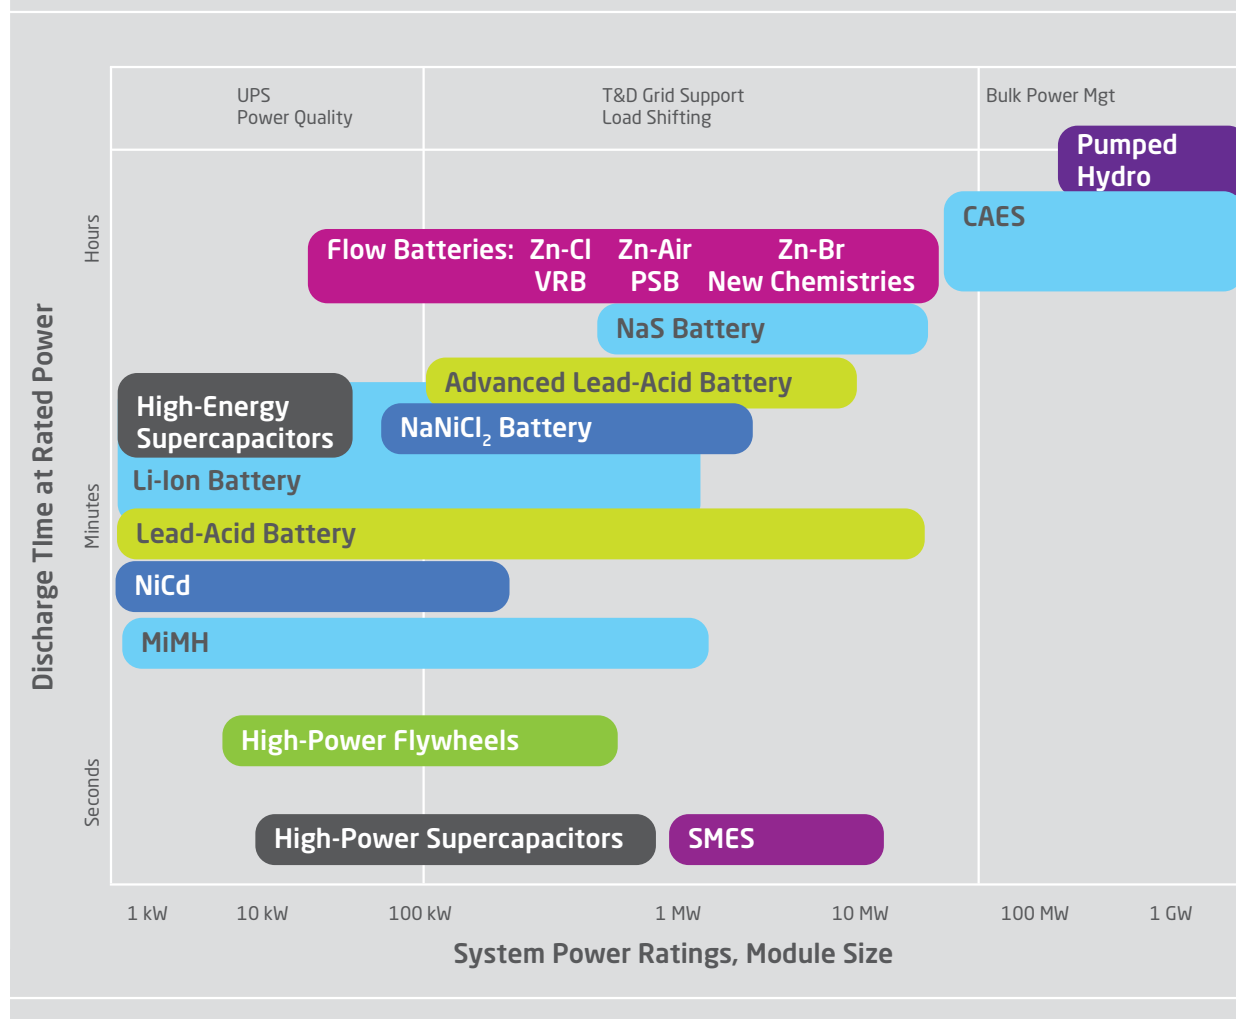 UPS
Power Quality
T&D Grid Support
Load Shifting
Bulk Power Mgt
Pumped
Hydro
CAES
Flow Batteries: Zn-Cl Zn-Air Zn-Br
VRB PSB New Chemistries
NaS Battery
Advanced Lead-Acid Battery
High-Energy
Supercapacitors
NaNiCl₂ Battery
Li-Ion Battery
Lead-Acid Battery
NiCd
MiMH
High-Power Flywheels
High-Power Supercapacitors
SMES
Hours
Minutes
Seconds
Discharge TIme at Rated Power
1 kW 10 kW 100 kW 1 MW 10 MW 100 MW 1 GW
System Power Ratings, Module Size